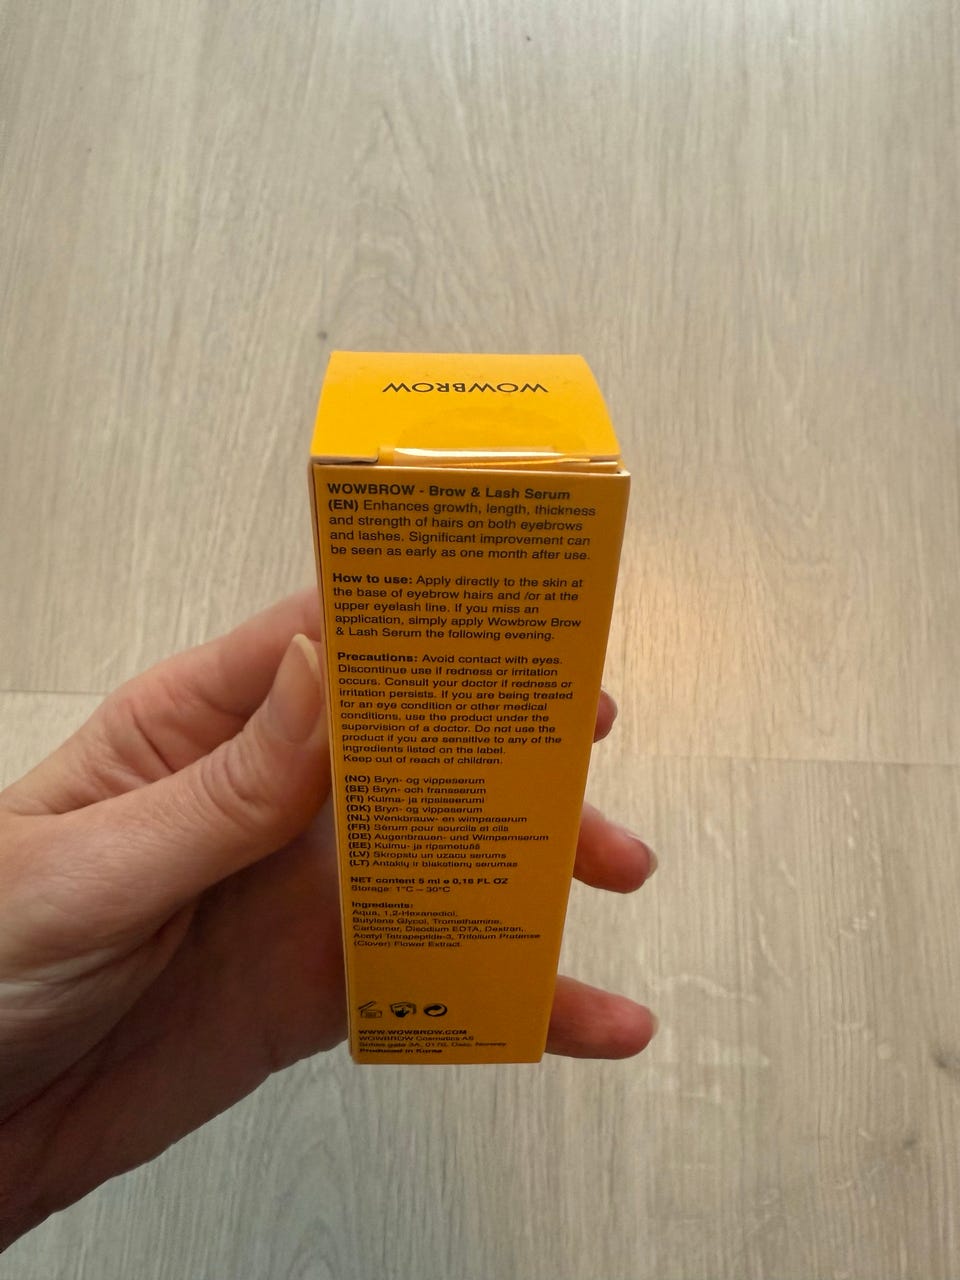 WOWBROW
WOWBROW - Brow & Lash Serum
(EN) Enhances growth, length, thickness
and strength of hairs on both eyebrows
and lashes. Significant improvement can
be seen as early as one month after use.
How to use: Apply directly to the skin at
the base of eyebrow hairs and /or at the
upper eyelash line. If you miss an
application, simply apply Wowbrow Brow
& Lash Serum the following evening.
Precautions: Avoid contact with eyes.
Discontinue use if redness or irritation
occurs. Consult your doctor if redness or
irritation persists. If you are being treated
for an eye condition or other medical
conditions, use the product under the
supervision of a doctor. Do not use the
product if you are sensitive to any of the
ingredients listed on the label.
Keep out of reach of children.
(NO) Bryn- og vippeserum
(SE) Bryn- och fransserum
(FI) Kulma- ja ripsiseerumi
(DK) Bryn- og vippeserum
(NL) Wenkbrauw- en wimperserum
(FR) Sérum pour sourcils et cils
(DE) Augenbrauen- und Wimpernserum
(EE) Kulmu- ja ripsmetušš
(LV) Skropstu un uzacu serums
(LT) Antakių ir blakstienų serumas
NET content 5 ml e 0,16 FL OZ
Storage: 1°C – 30°C
Ingredients:
Aqua, 1,2-Hexanediol,
Butylene Glycol, Tromethamine,
Carbomer, Disodium EDTA, Dextran,
Acetyl Tetrapeptide-3, Trifolium Pratense
(Clover) Flower Extract.
WWW.WOWBROW.COM
WOWBROW Cosmetics AS
gate 3A, 0178, Oslo, Norway
Produced in Korea